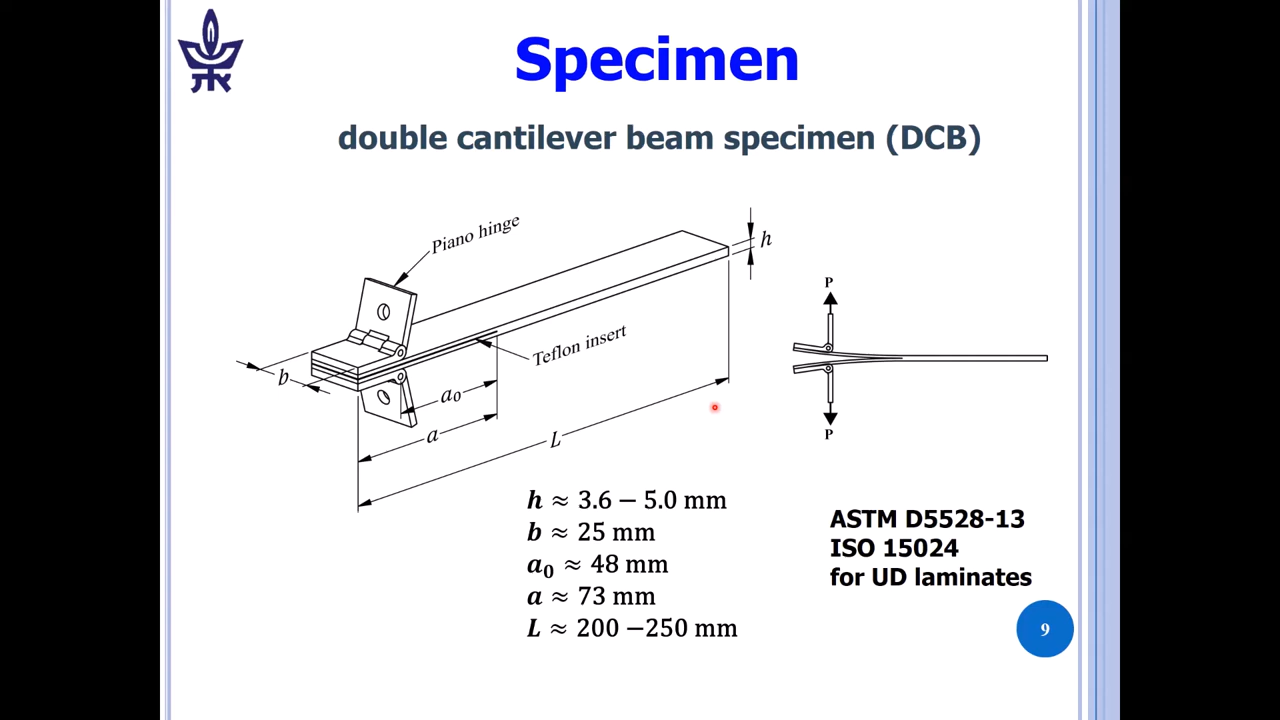 Specimen
double cantilever beam specimen (DCB)
Piano hinge
h
Teflon insert
b
a₀
a
L
P
P
h ≈ 3.6 − 5.0 mm
b ≈ 25 mm
a₀ ≈ 48 mm
a ≈ 73 mm
L ≈ 200 −250 mm
ASTM D5528-13
ISO 15024
for UD laminates
9